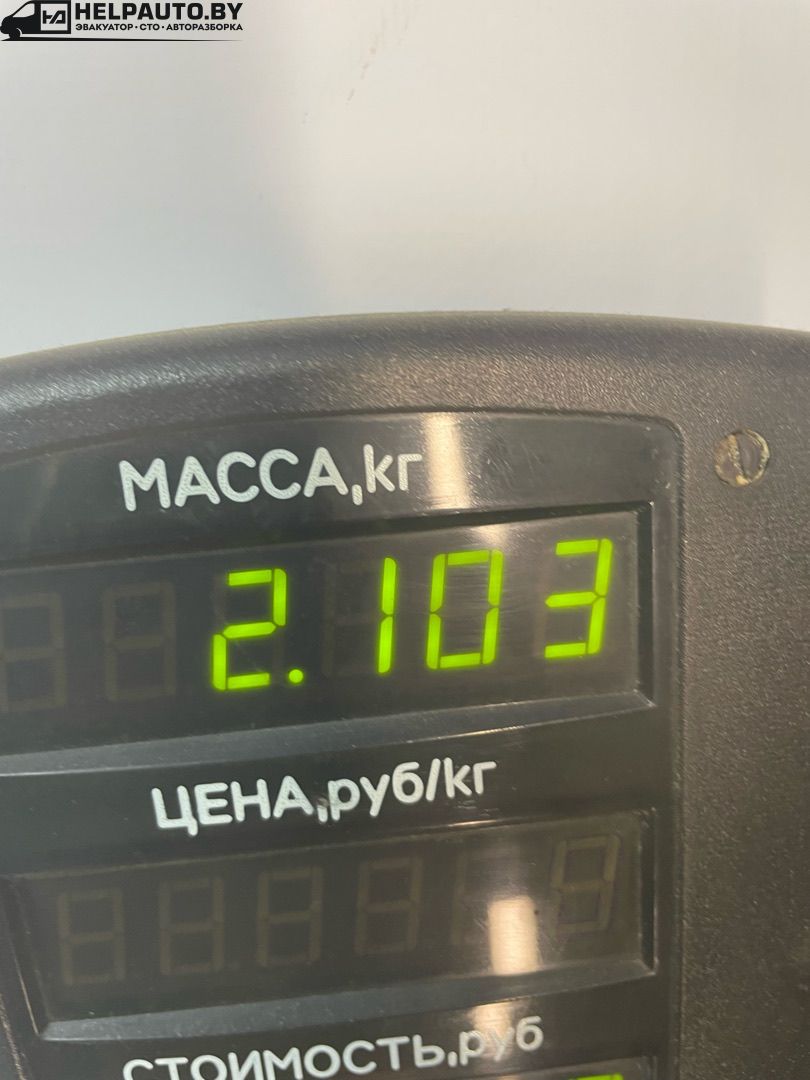 HELPAUTO.BY
ЭВАКУАТОР • СТО • АВТОРАЗБОРКА
МАССА,кг
2.103
ЦЕНА,руб/кг
СТОИМОСТЬ,руб